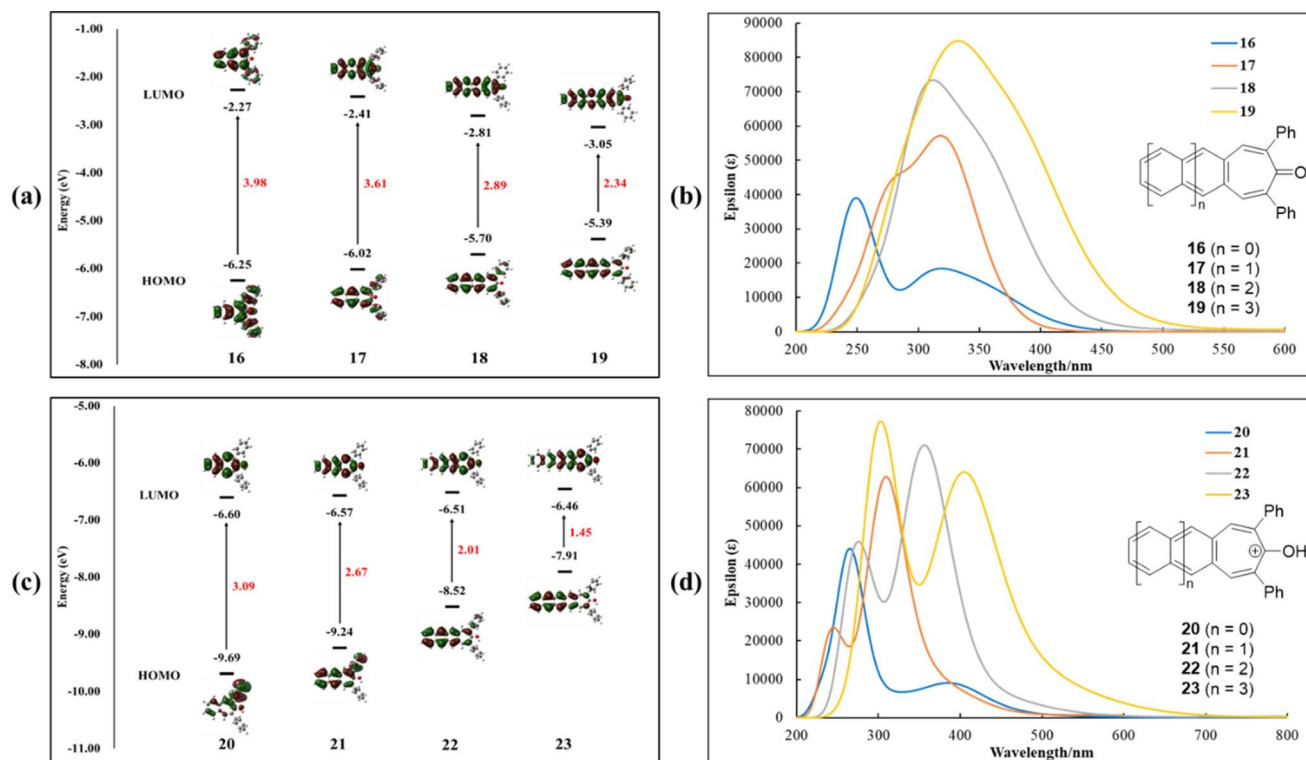 (a)
Energy (eV)
-1.00
-2.00
-3.00
-4.00
-5.00
-6.00
-7.00
-8.00
LUMO
HOMO
-2.27
-2.41
-2.81
-3.05
3.98
3.61
2.89
2.34
-6.25
-6.02
-5.70
-5.39
16
17
18
19
(b)
Epsilon (ε)
90000
80000
70000
60000
50000
40000
30000
20000
10000
0
200 250 300 350 400 450 500 550 600
Wavelength/nm
16
17
18
19
Ph
O
n
Ph
16 (n = 0)
17 (n = 1)
18 (n = 2)
19 (n = 3)
(c)
Energy (eV)
-5.00
-6.00
-7.00
-8.00
-9.00
-10.00
-11.00
LUMO
HOMO
-6.60
-6.57
-6.51
-6.46
3.09
2.67
2.01
1.45
-9.69
-9.24
-8.52
-7.91
20
21
22
23
(d)
Epsilon (ε)
80000
70000
60000
50000
40000
30000
20000
10000
0
200 300 400 500 600 700 800
Wavelength/nm
20
21
22
23
Ph
+
OH
n
Ph
20 (n = 0)
21 (n = 1)
22 (n = 2)
23 (n = 3)